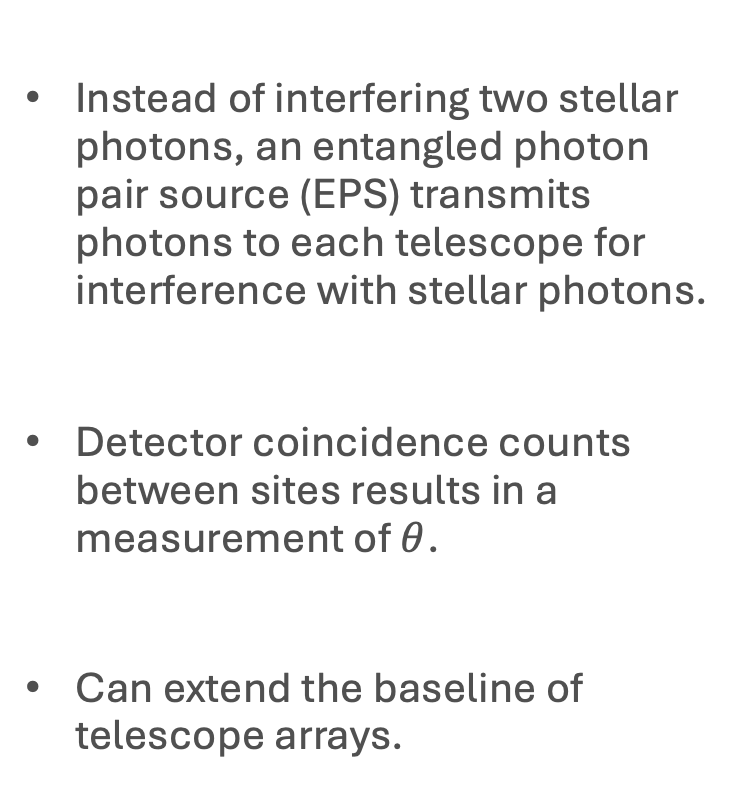 • Instead of interfering two stellar
photons, an entangled photon
pair source (EPS) transmits
photons to each telescope for
interference with stellar photons.
• Detector coincidence counts
between sites results in a
measurement of θ.
• Can extend the baseline of
telescope arrays.